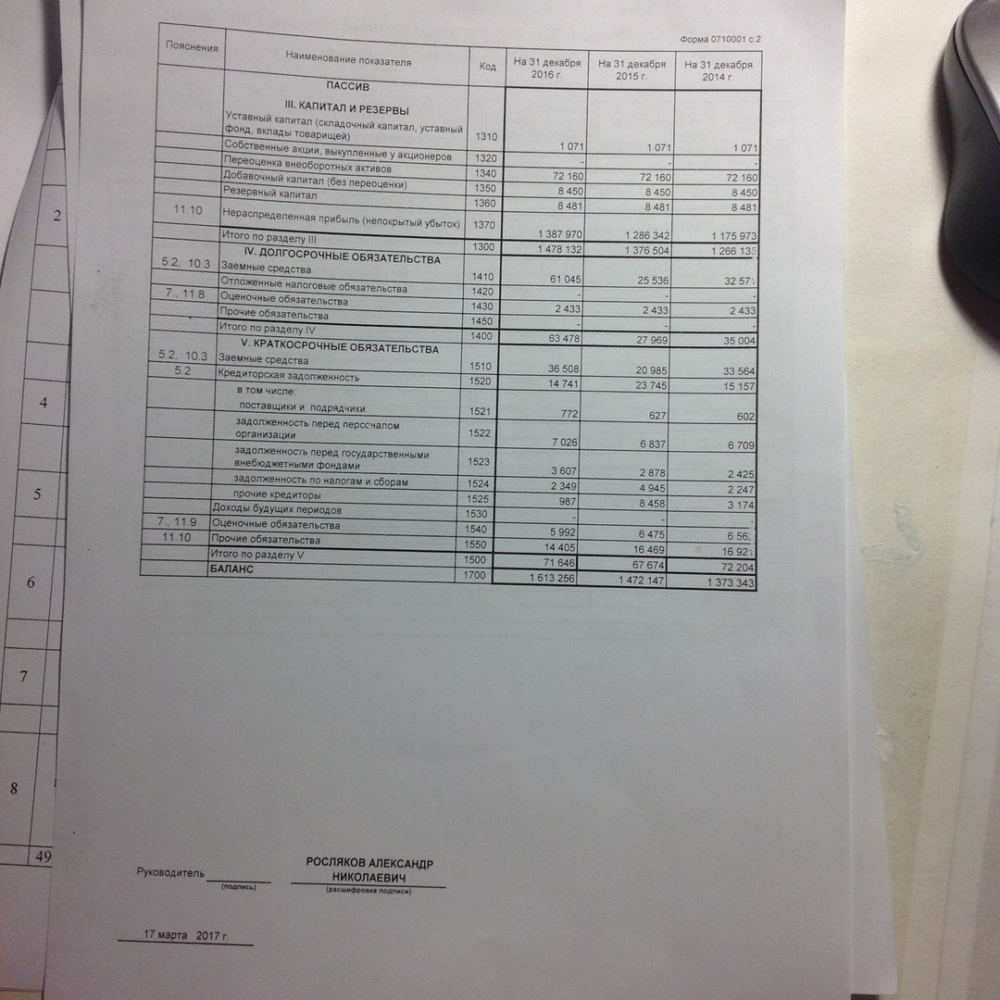 Форма 0710001 с.2
Пояснения Наименование показателя Код На 31 декабря 2016 г. На 31 декабря 2015 г. На 31 декабря 2014 г.
ПАССИВ
III. КАПИТАЛ И РЕЗЕРВЫ
Уставный капитал (складочный капитал, уставный
фонд, вклады товарищей) 1310 1 071 1 071 1 071
Собственные акции, выкупленные у акционеров 1320 - - -
Переоценка внеоборотных активов 1340 72 160 72 160 72 160
Добавочный капитал (без переоценки) 1350 8 450 8 450 8 450
Резервный капитал 1360 8 481 8 481 8 481
11.10 Нераспределенная прибыль (непокрытый убыток) 1370 1 387 970 1 286 342 1 175 973
Итого по разделу III 1300 1 478 132 1 376 504 1 266 135
IV. ДОЛГОСРОЧНЫЕ ОБЯЗАТЕЛЬСТВА
5.2, 10.3 Заемные средства 1410 61 045 25 536 32 571
Отложенные налоговые обязательства 1420 - - -
7., 11.8 Оценочные обязательства 1430 2 433 2 433 2 433
Прочие обязательства 1450 - - -
Итого по разделу IV 1400 63 478 27 969 35 004
V. КРАТКОСРОЧНЫЕ ОБЯЗАТЕЛЬСТВА
5.2, 10.3 Заемные средства 1510 36 508 20 985 33 564
5.2 Кредиторская задолженность 1520 14 741 23 745 15 157
в том числе:
поставщики и подрядчики 1521 772 627 602
задолженность перед персоналом
организации 1522 7 026 6 837 6 709
задолженность перед государственными
внебюджетными фондами 1523 3 607 2 878 2 425
задолженность по налогам и сборам 1524 2 349 4 945 2 247
прочие кредиторы 1525 987 8 458 3 174
Доходы будущих периодов 1530 - - -
7., 11.9 Оценочные обязательства 1540 5 992 6 475
11.10 Прочие обязательства 1550 14 405 16 469 16 921
Итого по разделу V 1500 71 646 67 674 72 204
БАЛАНС 1700 1 613 256 1 472 147 1 373 343
2
4
5
6
7
8
49
Руководитель
(подпись)
РОСЛЯКОВ АЛЕКСАНДР
НИКОЛАЕВИЧ
(расшифровка подписи)
17 марта 2017 г.